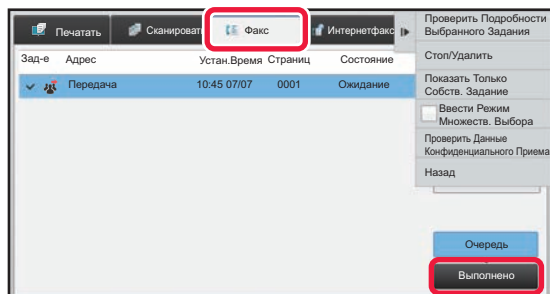 Печатать
Сканироват
Факс
Интернетфакс
Зад-е
Адрес
Устан.Время
Страниц
Состояние
Передача
10:45 07/07
0001
Ожидание
Проверить Подробности
Выбранного Задания
Стоп/Удалить
Показать Только
Собств. Задание
Ввести Режим
Множеств. Выбора
Проверить Данные
Конфиденциального Приема
Назад
Очередь
Выполнено